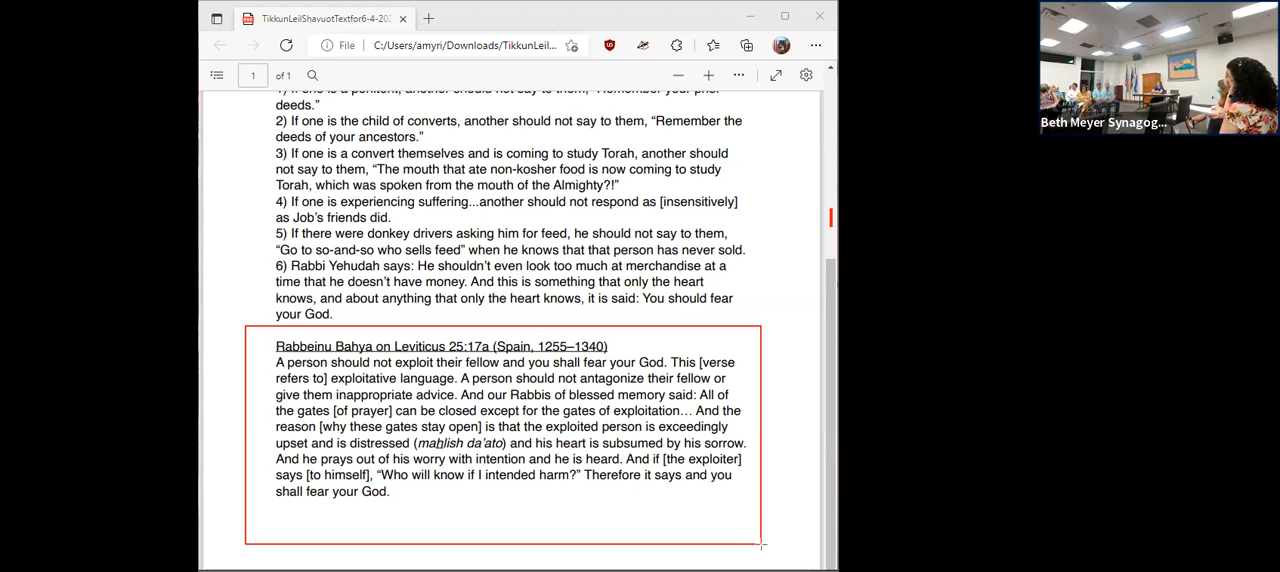 TikkunLeilShavuotTextfor6-4-202
File
C:/Users/amyri/Downloads/TikkunLeil...
1
of 1
deeds.”
2) If one is the child of converts, another should not say to them, “Remember the
deeds of your ancestors.”
3) If one is a convert themselves and is coming to study Torah, another should
not say to them, “The mouth that ate non-kosher food is now coming to study
Torah, which was spoken from the mouth of the Almighty?!”
4) If one is experiencing suffering...another should not respond as [insensitively]
as Job’s friends did.
5) If there were donkey drivers asking him for feed, he should not say to them,
“Go to so-and-so who sells feed” when he knows that that person has never sold.
6) Rabbi Yehudah says: He shouldn’t even look too much at merchandise at a
time that he doesn’t have money. And this is something that only the heart
knows, and about anything that only the heart knows, it is said: You should fear
your God.
Rabbeinu Bahya on Leviticus 25:17a (Spain, 1255–1340)
A person should not exploit their fellow and you shall fear your God. This [verse
refers to] exploitative language. A person should not antagonize their fellow or
give them inappropriate advice. And our Rabbis of blessed memory said: All of
the gates [of prayer] can be closed except for the gates of exploitation… And the
reason [why these gates stay open] is that the exploited person is exceedingly
upset and is distressed (maẖlish da’ato) and his heart is subsumed by his sorrow.
And he prays out of his worry with intention and he is heard. And if [the exploiter]
says [to himself], “Who will know if I intended harm?” Therefore it says and you
shall fear your God.
Beth Meyer Synagog...